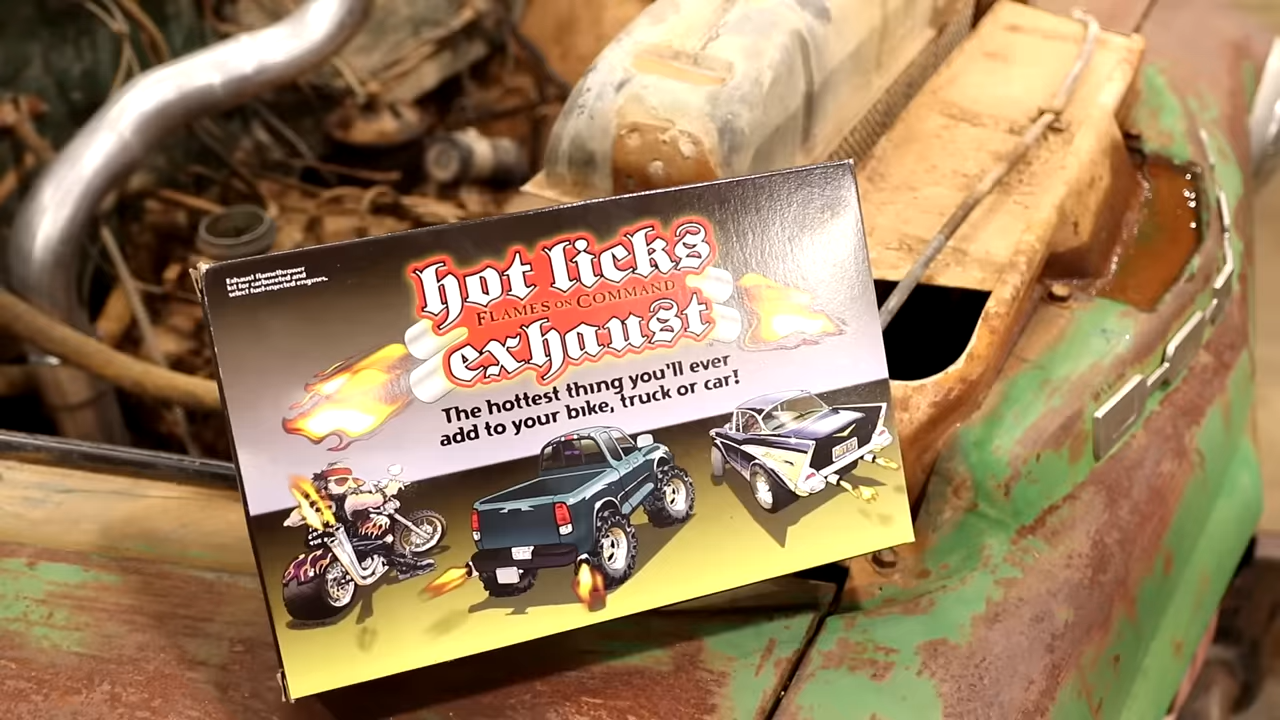 Exhaust flamethrower
kit for carbureted and
select fuel-injected engines.
hot licks
FLAMES ON COMMAND
exhaust
TM
The hottest thing you'll ever
add to your bike, truck or car!